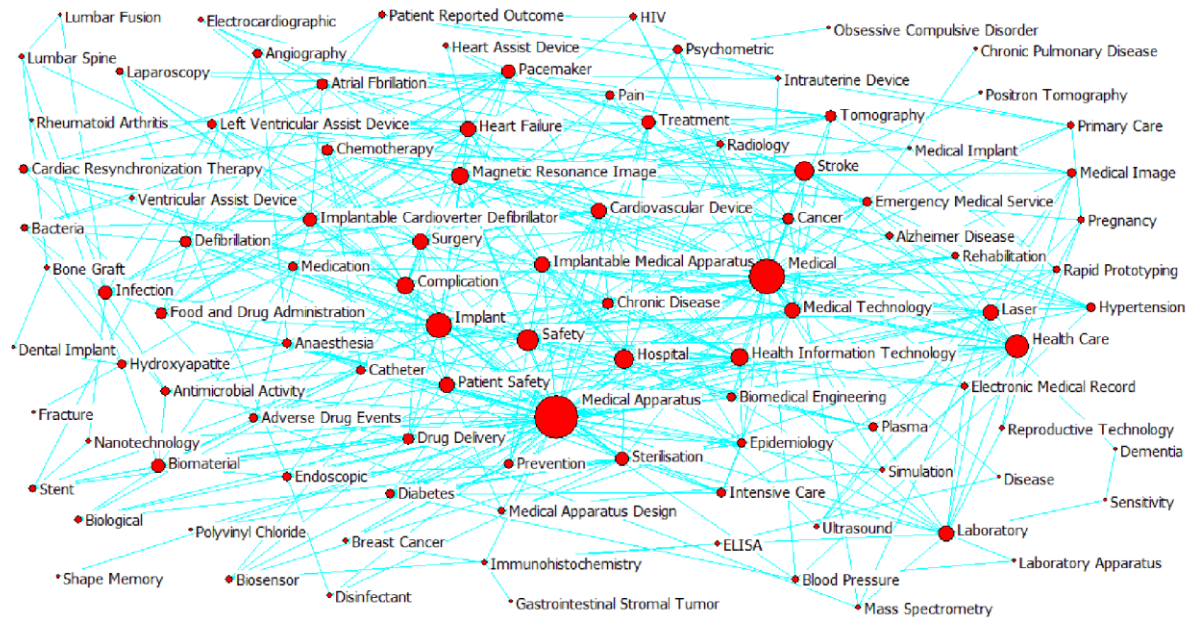 Lumbar Fusion
Electrocardiographic
Patient Reported Outcome
HIV
Obsessive Compulsive Disorder
Lumbar Spine
Angiography
Heart Assist Device
Psychometric
Chronic Pulmonary Disease
Laparoscopy
Atrial Fbrilation
Pacemaker
Pain
Intrauterine Device
Positron Tomography
Rheumatoid Arthritis
Left Ventricular Assist Device
Heart Failure
Treatment
Tomography
Primary Care
Chemotherapy
Radiology
Medical Implant
Cardiac Resynchronization Therapy
Magnetic Resonance Image
Stroke
Medical Image
Ventricular Assist Device
Implantable Cardioverter Defibrilator
Cardiovascular Device
Cancer
Emergency Medical Service
Pregnancy
Bacteria
Defibrillation
Surgery
Alzheimer Disease
Bone Graft
Medication
Implantable Medical Apparatus
Medical
Rehabilitation
Rapid Prototyping
Infection
Complication
Food and Drug Administration
Implant
Chronic Disease
Medical Technology
Laser
Hypertension
Dental Implant
Anaesthesia
Safety
Hospital
Health Information Technology
Health Care
Hydroxyapatite
Catheter
Antimicrobial Activity
Patient Safety
Medical Apparatus
Biomedical Engineering
Electronic Medical Record
Fracture
Adverse Drug Events
Nanotechnology
Drug Delivery
Epidemiology
Plasma
Reproductive Technology
Biomaterial
Prevention
Sterilisation
Simulation
Dementia
Stent
Endoscopic
Diabetes
Intensive Care
Disease
Sensitivity
Biological
Polyvinyl Chloride
Medical Apparatus Design
Ultrasound
Laboratory
Breast Cancer
ELISA
Shape Memory
Biosensor
Immunohistochemistry
Blood Pressure
Laboratory Apparatus
Disinfectant
Gastrointestinal Stromal Tumor
Mass Spectrometry